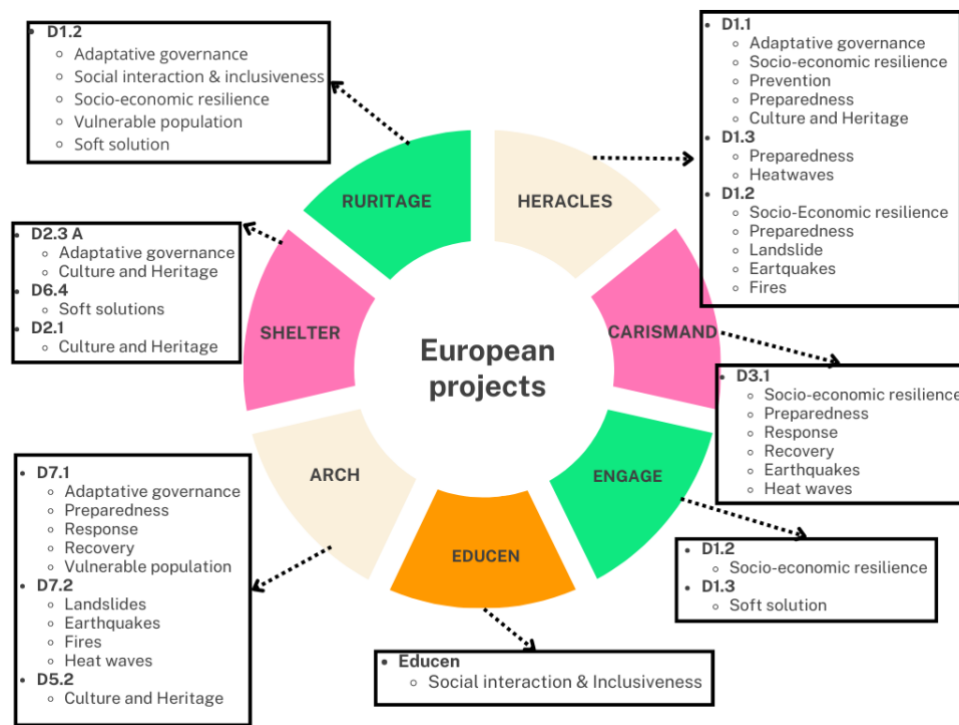 D1.2
Adaptative governance
Social interaction & inclusiveness
Socio-economic resilience
Vulnerable population
Soft solution
D1.1
Adaptative governance
Socio-economic resilience
Prevention
Preparedness
Culture and Heritage
D1.3
Preparedness
Heatwaves
D1.2
Socio-Economic resilience
Preparedness
Landslide
Eartquakes
Fires
RURITAGE
HERACLES
D2.3 A
Adaptative governance
Culture and Heritage
D6.4
Soft solutions
D2.1
Culture and Heritage
SHELTER
CARISMAND
European
projects
D3.1
Socio-economic resilience
Preparedness
Response
Recovery
Earthquakes
Heat waves
ARCH
ENGAGE
EDUCEN
D7.1
Adaptative governance
Preparedness
Response
Recovery
Vulnerable population
D7.2
Landslides
Earthquakes
Fires
Heat waves
D5.2
Culture and Heritage
D1.2
Socio-economic resilience
D1.3
Soft solution
Educen
Social interaction & Inclusiveness